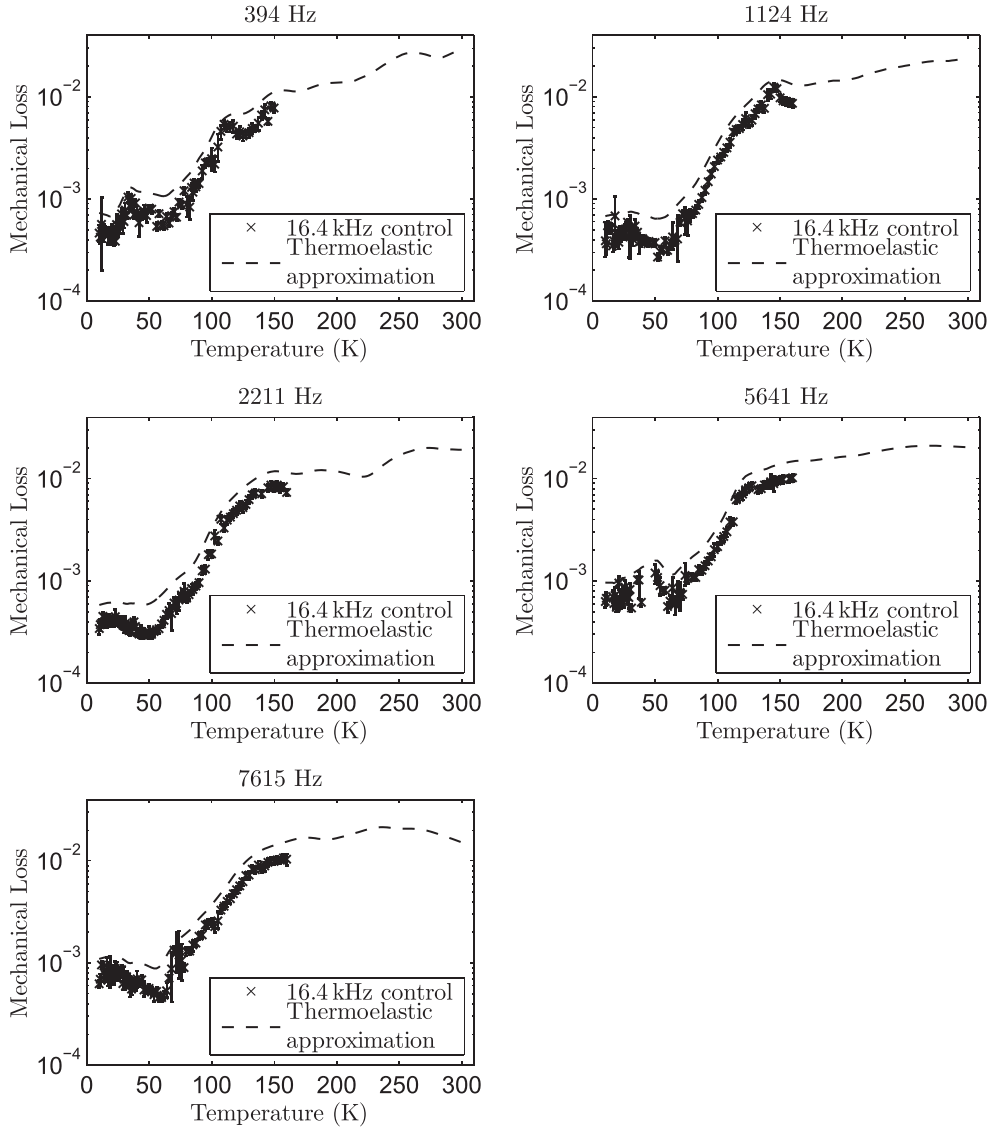 394 Hz
Mechanical Loss
10⁻²
10⁻³
10⁻⁴
× 16.4 kHz control
Thermoelastic
approximation
0 50 100 150 200 250 300
Temperature (K)
1124 Hz
Mechanical Loss
10⁻²
10⁻³
10⁻⁴
× 16.4 kHz control
Thermoelastic
approximation
0 50 100 150 200 250 300
Temperature (K)
2211 Hz
Mechanical Loss
10⁻²
10⁻³
10⁻⁴
× 16.4 kHz control
Thermoelastic
approximation
0 50 100 150 200 250 300
Temperature (K)
5641 Hz
Mechanical Loss
10⁻²
10⁻³
10⁻⁴
× 16.4 kHz control
Thermoelastic
approximation
0 50 100 150 200 250 300
Temperature (K)
7615 Hz
Mechanical Loss
10⁻²
10⁻³
10⁻⁴
× 16.4 kHz control
Thermoelastic
approximation
0 50 100 150 200 250 300
Temperature (K)